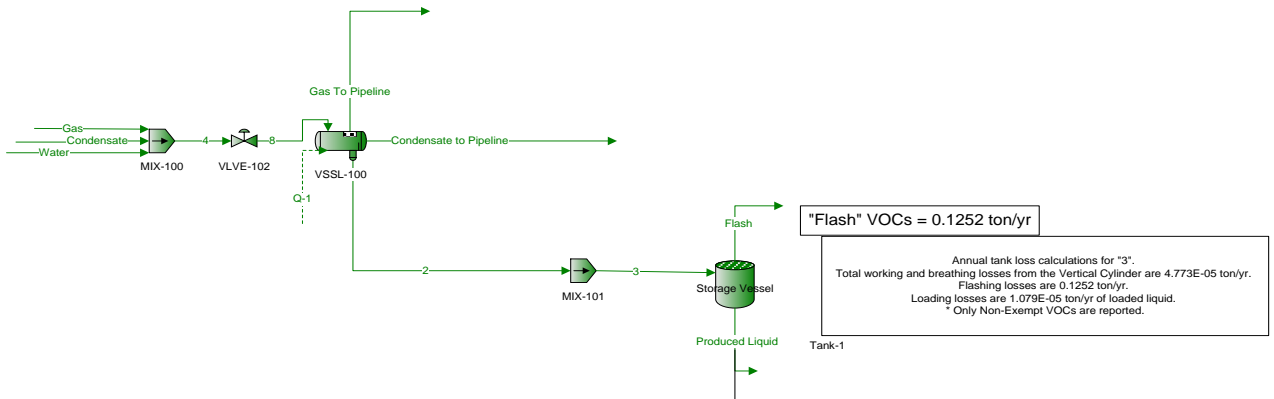 Gas To Pipeline
Gas
Condensate
Water
4
8
Condensate to Pipeline
MIX-100
VLVE-102
VSSL-100
Q-1
Flash
"Flash" VOCs = 0.1252 ton/yr
2
3
MIX-101
Storage Vessel
Annual tank loss calculations for "3".
Total working and breathing losses from the Vertical Cylinder are 4.773E-05 ton/yr.
Flashing losses are 0.1252 ton/yr.
Loading losses are 1.079E-05 ton/yr of loaded liquid.
* Only Non-Exempt VOCs are reported.
Produced Liquid
Tank-1